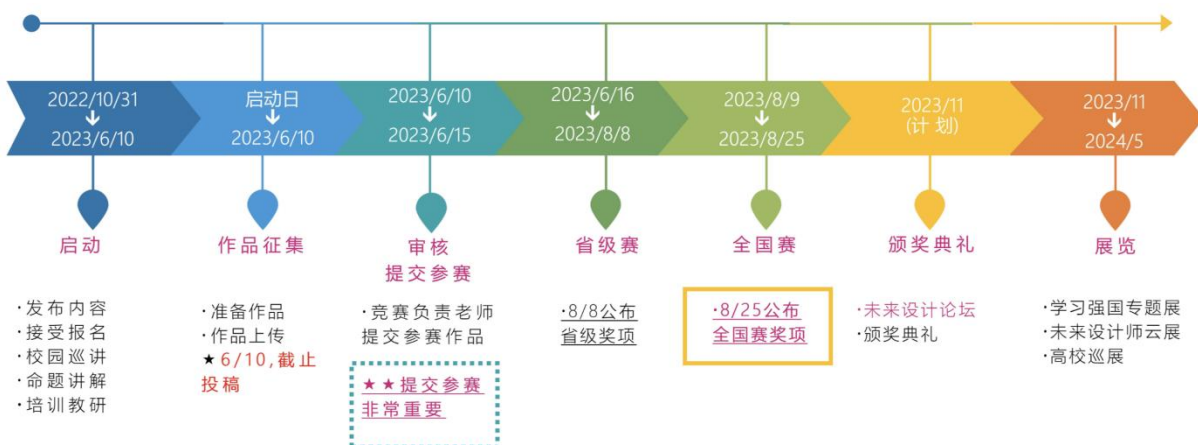 2022/10/31
2023/6/10
启动日
2023/6/10
2023/6/10
2023/6/15
2023/6/16
2023/8/8
2023/8/9
2023/8/25
2023/11
(计划)
2023/11
2024/5
启动
作品征集
审核
提交参赛
省级赛
全国赛
颁奖典礼
展览
·发布内容
·接受报名
·校园巡讲
·命题讲解
·培训教研
·准备作品
·作品上传
★6/10,截止
投稿
·竞赛负责老师
提交参赛作品
★★提交参赛
非常重要
·8/8公布
省级奖项
·8/25公布
全国赛奖项
·未来设计论坛
·颁奖典礼
·学习强国专题展
·未来设计师云展
·高校巡展